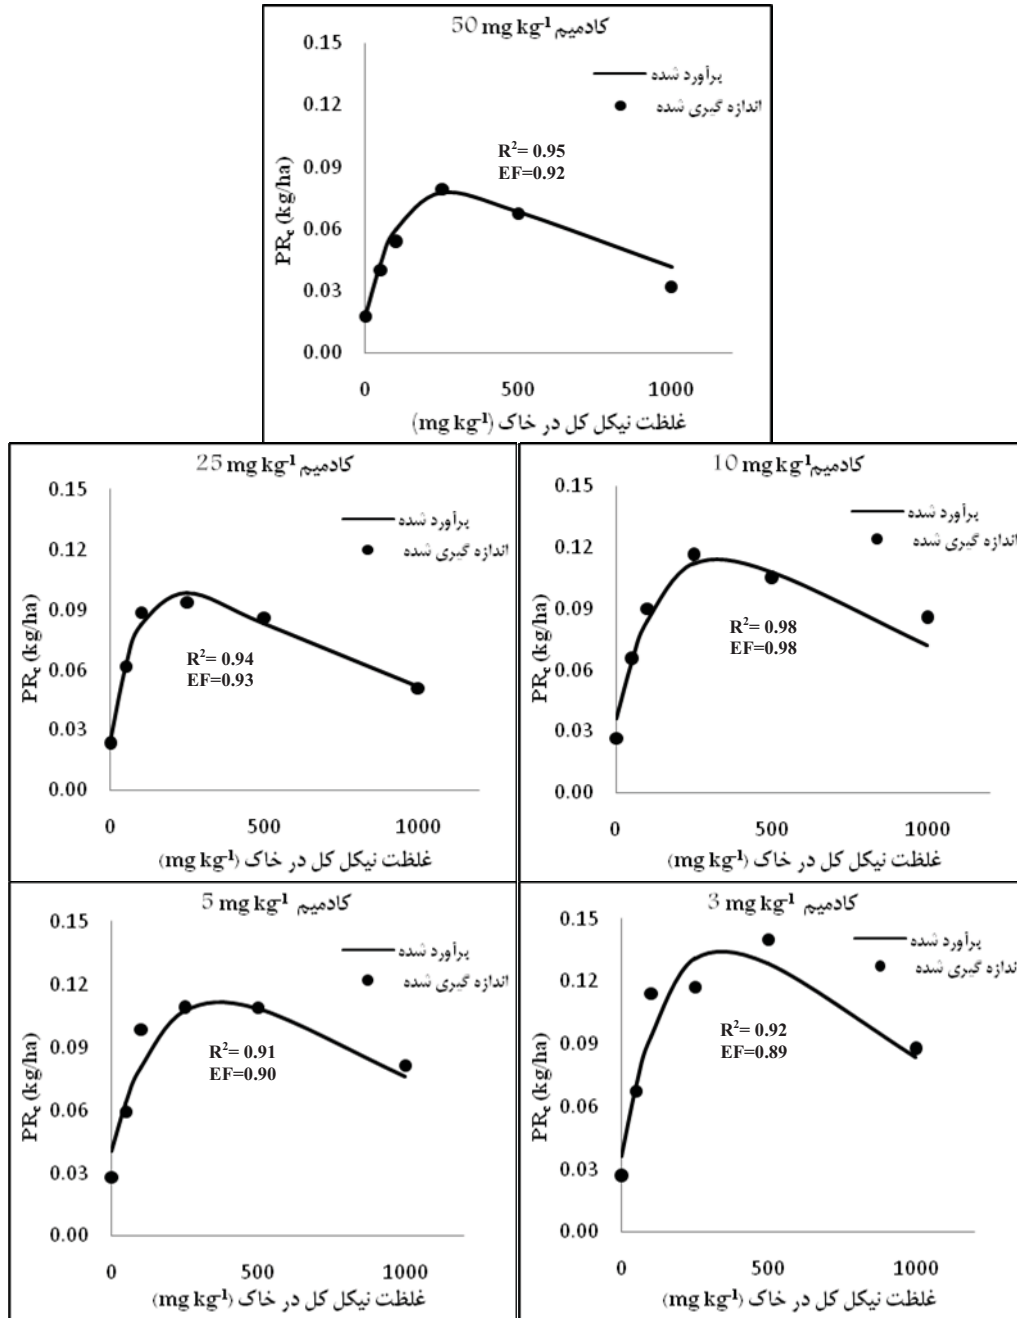 کادمیم 50 mg kg-1
0.15
0.12
0.09
0.06
0.03
0.00
PRc (kg/ha)
برآورد شده
اندازه گیری شده
R2= 0.95
EF=0.92
0 500 1000
غلظت نیکل کل در خاک (mg kg-1)
کادمیم 25 mg kg-1
0.15
0.12
0.09
0.06
0.03
0.00
PRc (kg/ha)
برآورد شده
اندازه گیری شده
R2= 0.94
EF=0.93
0 500 1000
غلظت نیکل کل در خاک (mg kg-1)
کادمیم 10 mg kg-1
0.15
0.12
0.09
0.06
0.03
0.00
PRc (kg/ha)
برآورد شده
اندازه گیری شده
R2= 0.98
EF=0.98
0 500 1000
غلظت نیکل کل در خاک (mg kg-1)
کادمیم 5 mg kg-1
0.15
0.12
0.09
0.06
0.03
0.00
PRc (kg/ha)
برآورد شده
اندازه گیری شده
R2= 0.91
EF=0.90
0 500 1000
غلظت نیکل کل در خاک (mg kg-1)
کادمیم 3 mg kg-1
0.15
0.12
0.09
0.06
0.03
0.00
PRc (kg/ha)
برآورد شده
اندازه گیری شده
R2= 0.92
EF=0.89
0 500 1000
غلظت نیکل کل در خاک (mg kg-1)